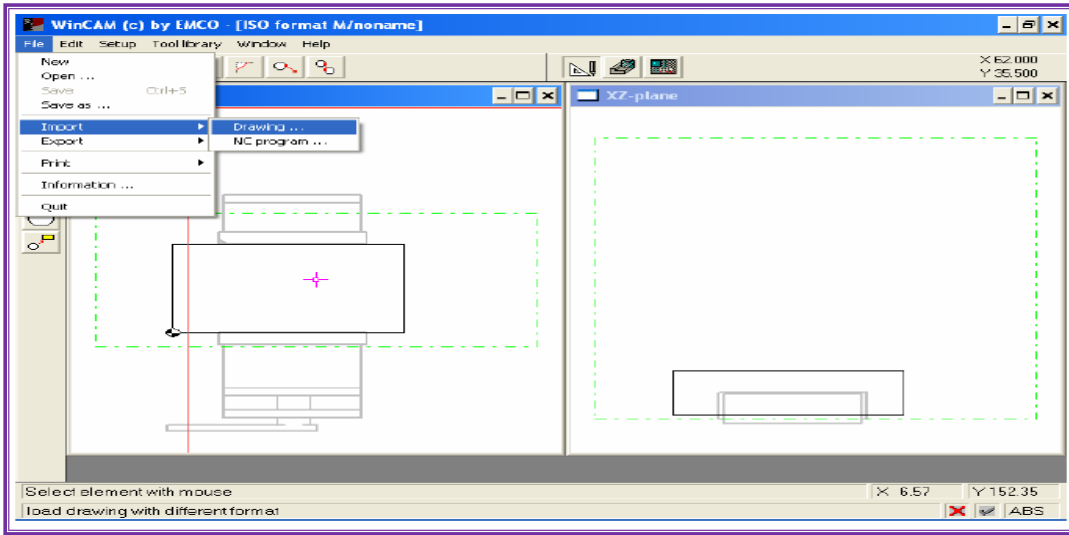 WinCAM (c) by EMCO - [ISO format M/noname]
File Edit Setup Tool library Window Help
X 62.000
Y 35.500
New
Open ...
Save Ctrl+S
Save as ...
Import
Export
Print
Information ...
Quit
Drawing ...
NC program ...
XZ-plane
Select element with mouse
X 6.57 Y 152.35
load drawing with different format
ABS